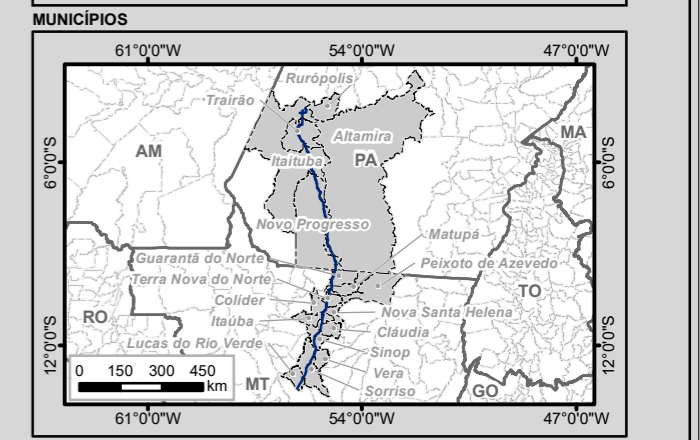 MUNICÍPIOS
61°0'0"W 54°0'0"W 47°0'0"W
Rurópolis
Trairão
Altamira
MA
AM
PA
Itaituba
6°0'0"S 6°0'0"S
Novo Progresso
Matupá
Guarantã do Norte
Peixoto de Azevedo
Terra Nova do Norte
TO
Colíder
Nova Santa Helena
RO
Itaúba
Cláudia
Lucas do Rio Verde
Sinop
12°0'0"S 12°0'0"S
Vera
0 150 300 450
km
MT
Sorriso
GO
61°0'0"W 54°0'0"W 47°0'0"W